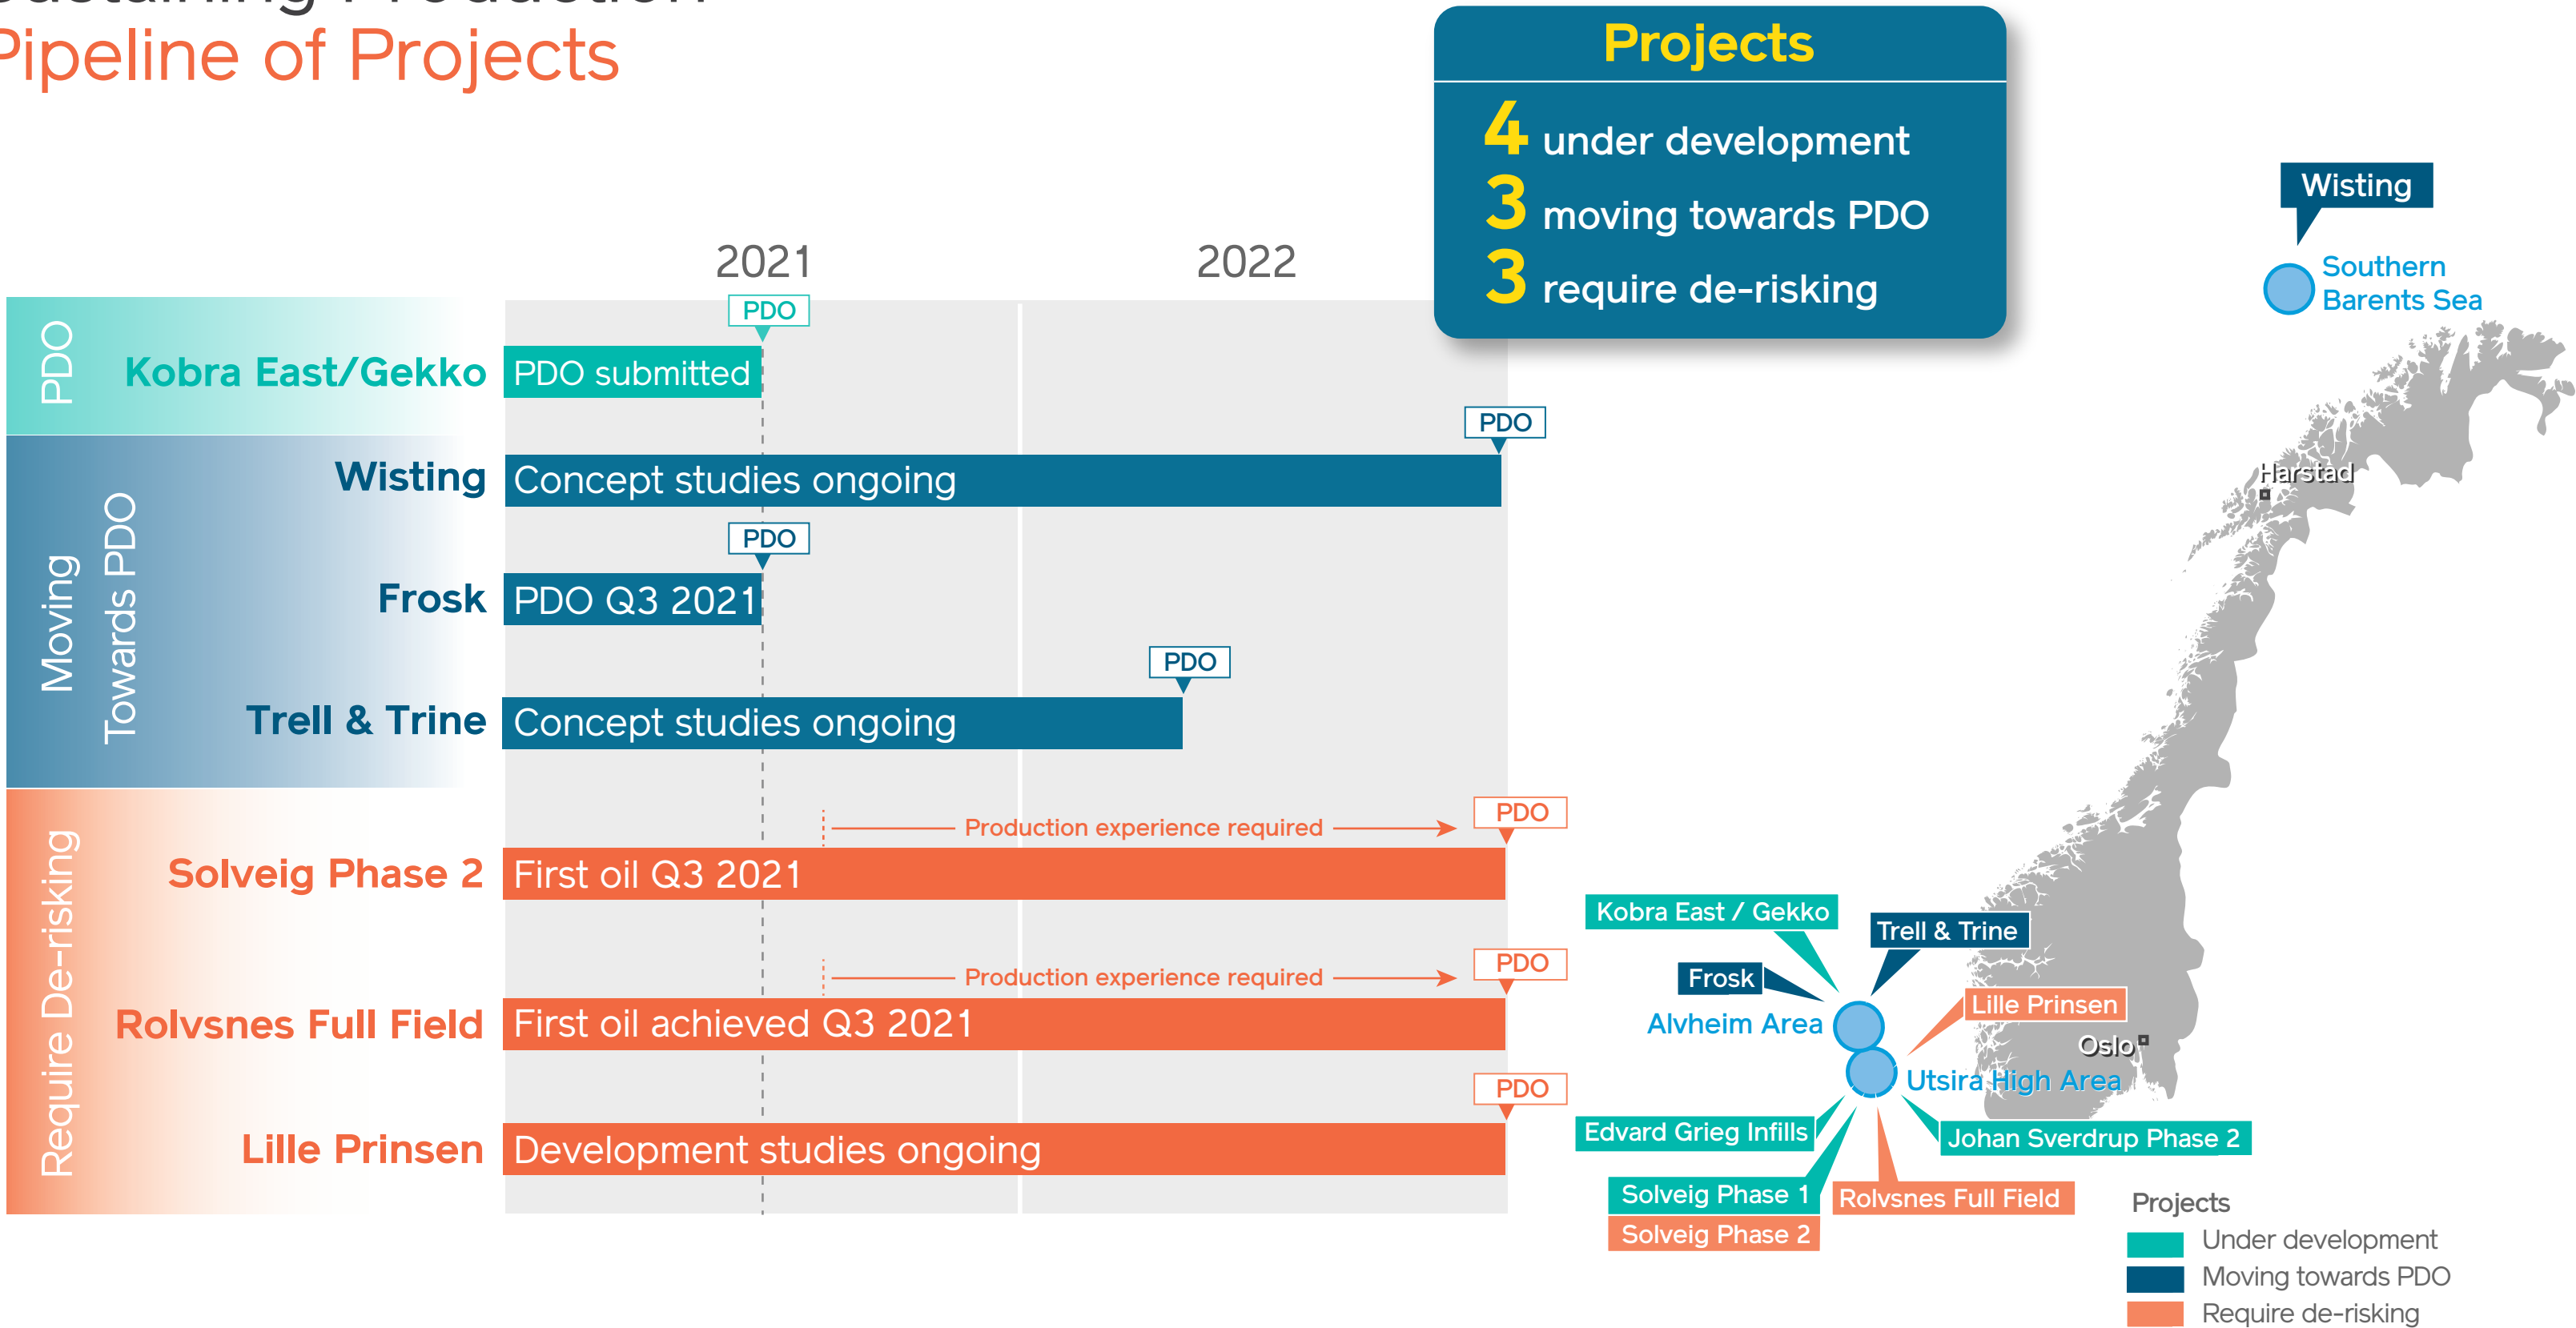 Sustaining Production
Pipeline of Projects
Projects
4 under development
3 moving towards PDO
3 require de-risking
2021
2022
PDO
PDO
Kobra East/Gekko
PDO submitted
Moving
Towards PDO
PDO
Wisting
Concept studies ongoing
PDO
Frosk
PDO Q3 2021
PDO
Trell & Trine
Concept studies ongoing
Require De-risking
Production experience required
PDO
Solveig Phase 2
First oil Q3 2021
Production experience required
PDO
Rolvsnes Full Field
First oil achieved Q3 2021
PDO
Lille Prinsen
Development studies ongoing
Wisting
Southern
Barents Sea
Harstad
Kobra East / Gekko
Trell & Trine
Frosk
Lille Prinsen
Alvheim Area
Oslo
Utsira High Area
Edvard Grieg Infills
Johan Sverdrup Phase 2
Solveig Phase 1
Rolvsnes Full Field
Solveig Phase 2
Projects
Under development
Moving towards PDO
Require de-risking